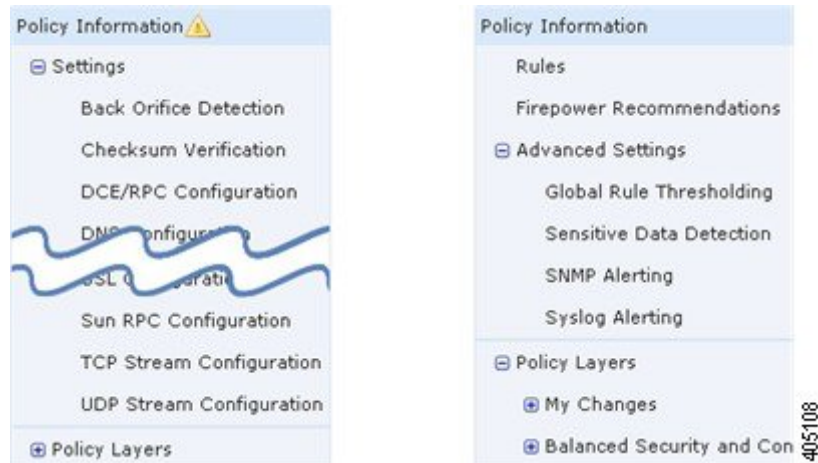 Policy Information
Settings
Back Orifice Detection
Checksum Verification
DCE/RPC Configuration
DNS
Sun RPC Configuration
TCP Stream Configuration
UDP Stream Configuration
Policy Layers
Policy Information
Rules
Firepower Recommendations
Advanced Settings
Global Rule Thresholding
Sensitive Data Detection
SNMP Alerting
Syslog Alerting
Policy Layers
My Changes
Balanced Security and Con
405108